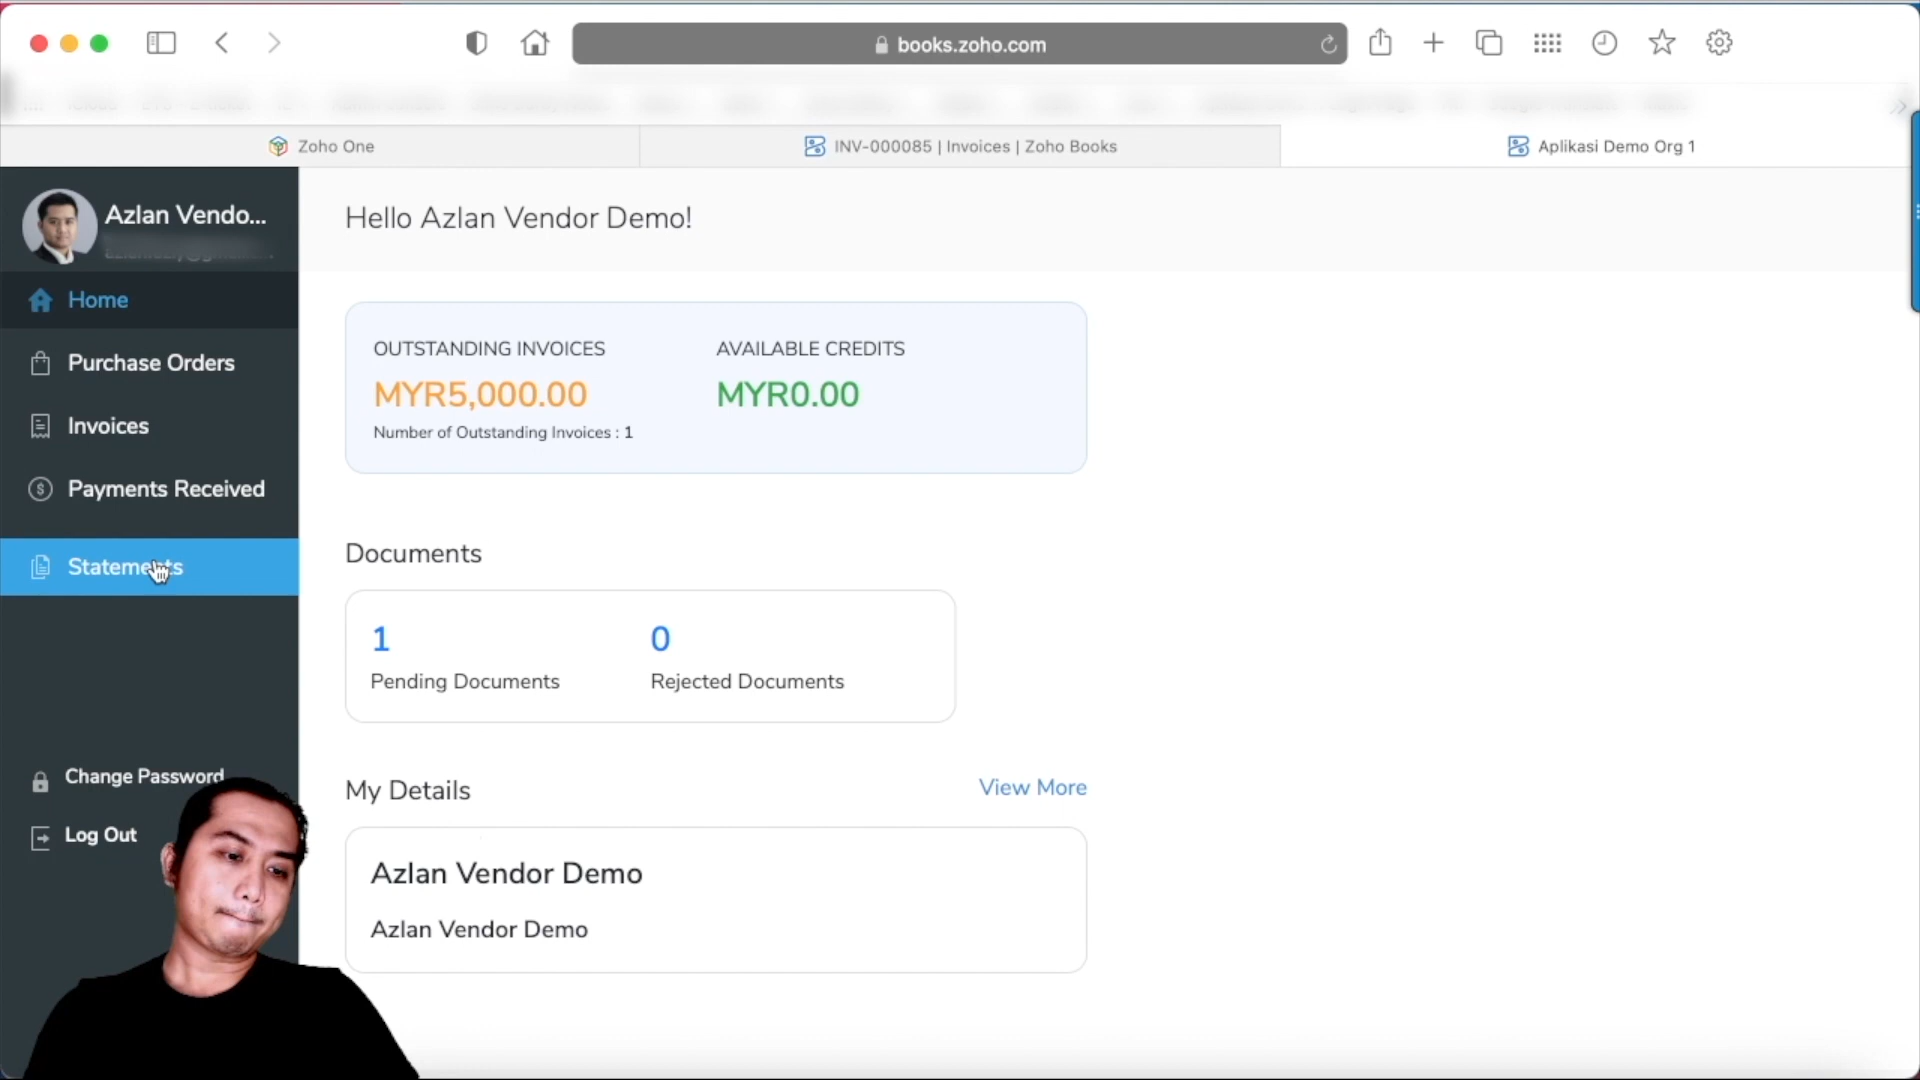 books.zoho.com
Zoho One
INV-000085 | Invoices | Zoho Books
Aplikasi Demo Org 1
Azlan Vendo...
Hello Azlan Vendor Demo!
Home
Purchase Orders
Invoices
Payments Received
Statements
Change Password
Log Out
OUTSTANDING INVOICES
MYR5,000.00
Number of Outstanding Invoices : 1
AVAILABLE CREDITS
MYR0.00
Documents
1
Pending Documents
0
Rejected Documents
My Details
View More
Azlan Vendor Demo
Azlan Vendor Demo